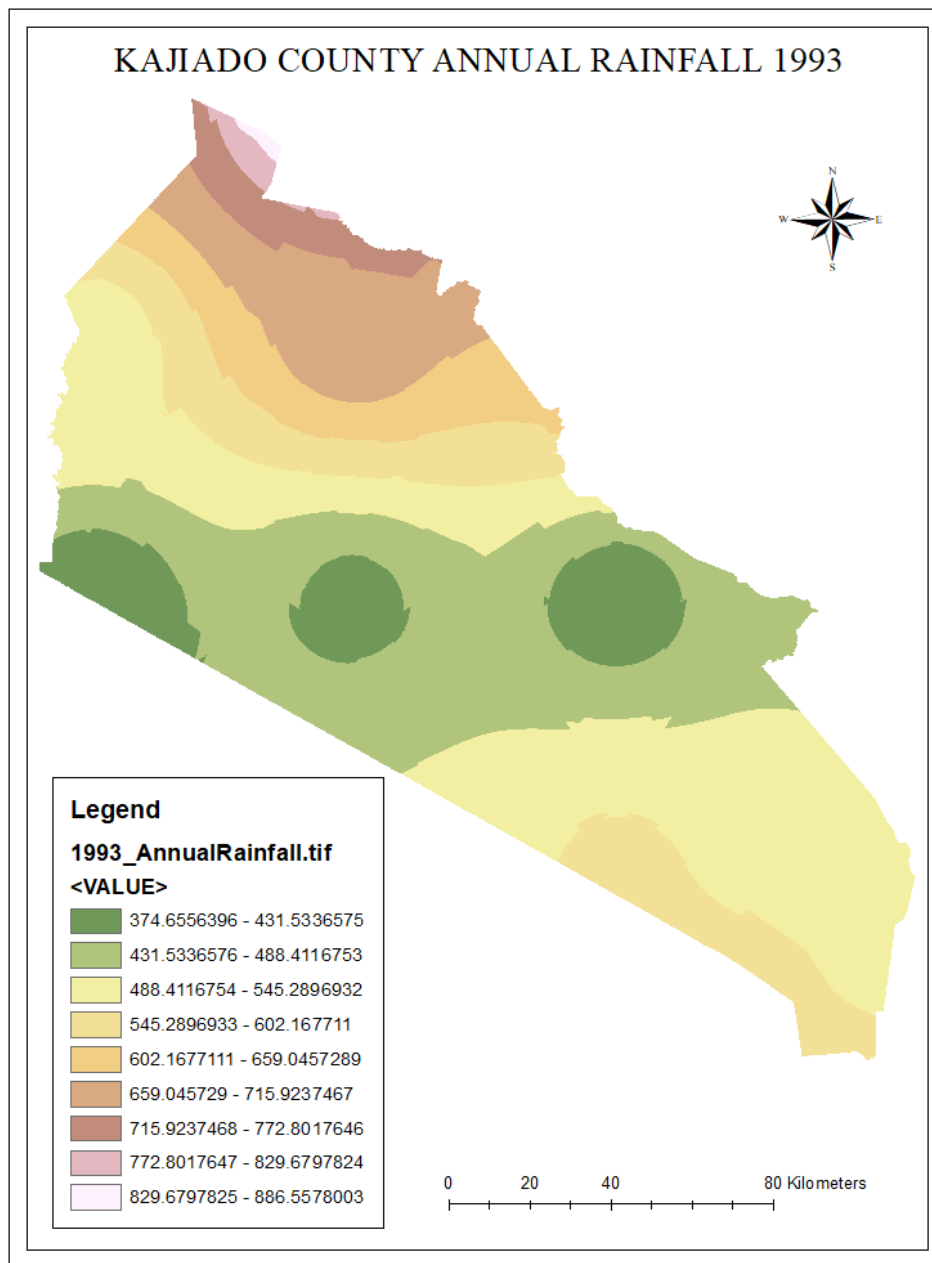 KAJIADO COUNTY ANNUAL RAINFALL 1993
N
W E
S
Legend
1993_AnnualRainfall.tif
<VALUE>
374.6556396 - 431.5336575
431.5336576 - 488.4116753
488.4116754 - 545.2896932
545.2896933 - 602.167711
602.1677111 - 659.0457289
659.045729 - 715.9237467
715.9237468 - 772.8017646
772.8017647 - 829.6797824
829.6797825 - 886.5578003
0 20 40 80 Kilometers